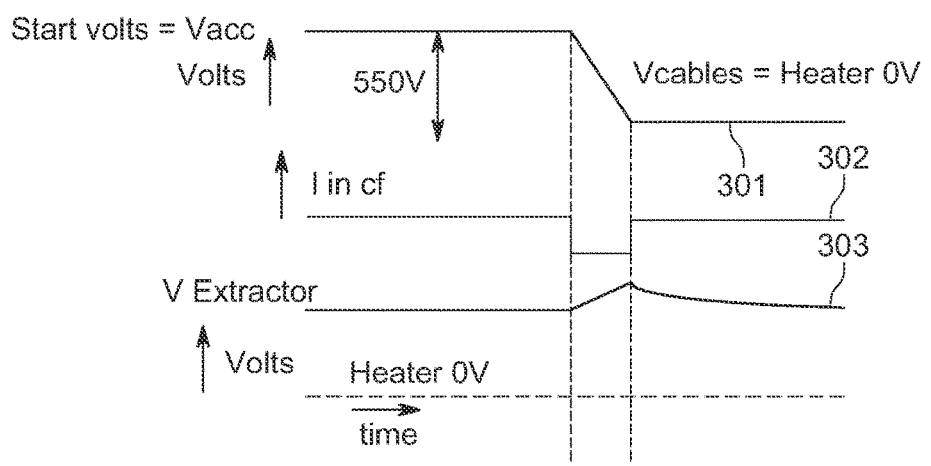 Start volts = Vacc
Volts
550V
Vcables = Heater 0V
301
302
I in cf
303
V Extractor
Volts
Heater 0V
time